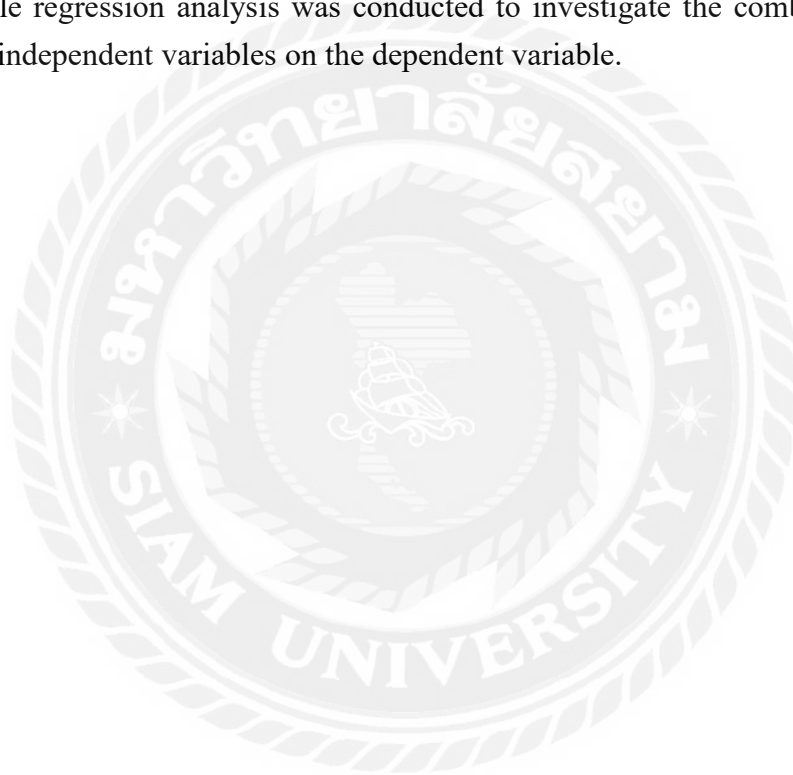 le regression analysis was conducted to investigate the comb
independent variables on the dependent variable.
มหาวิทยาลัยสยาม
SIAM UNIVERSITY